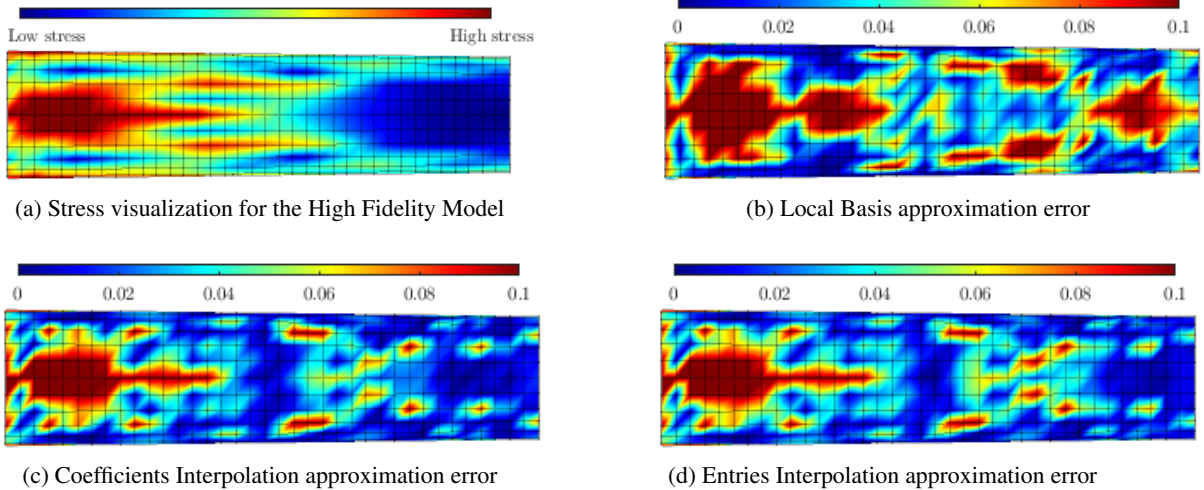 Low stress High stress
0 0.02 0.04 0.06 0.08 0.1
(a) Stress visualization for the High Fidelity Model
(b) Local Basis approximation error
0 0.02 0.04 0.06 0.08 0.1
0 0.02 0.04 0.06 0.08 0.1
(c) Coefficients Interpolation approximation error
(d) Entries Interpolation approximation error